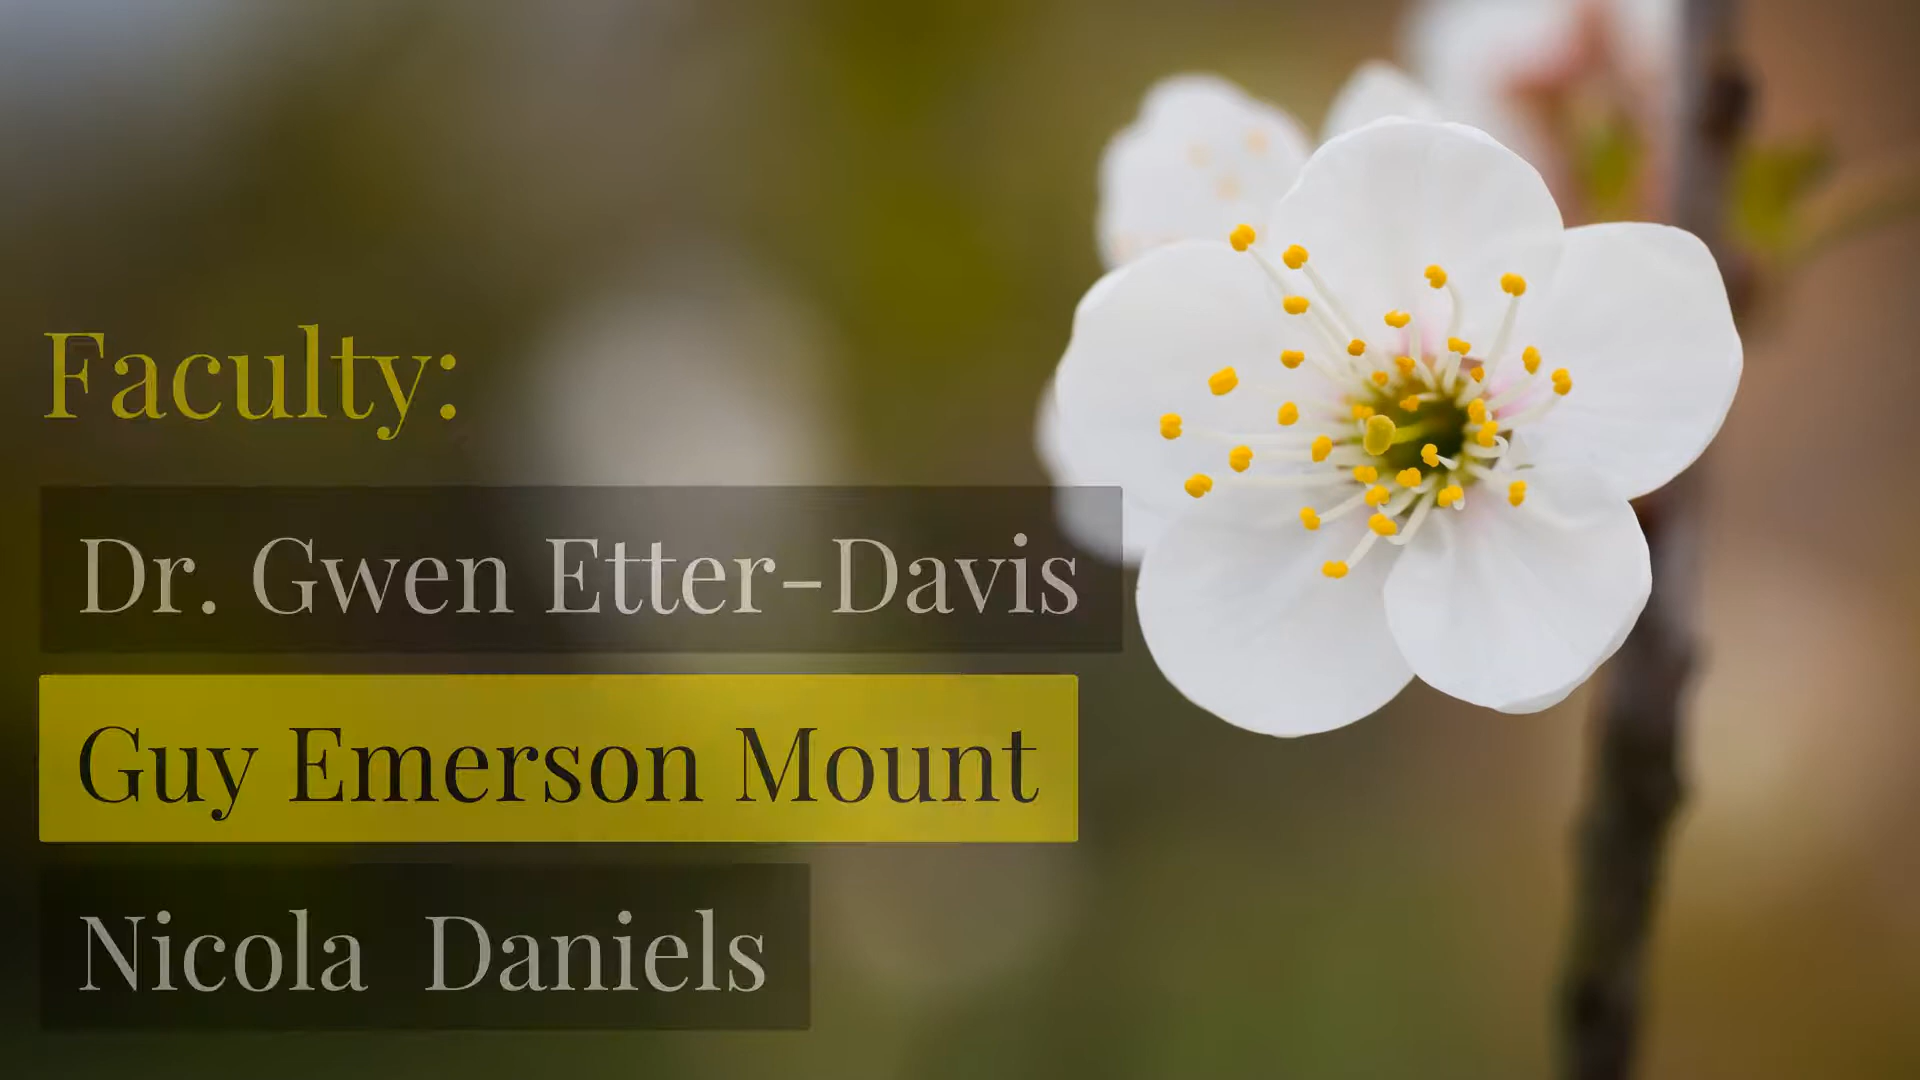 Faculty:
Dr. Gwen Etter-Davis
Guy Emerson Mount
Nicola Daniels